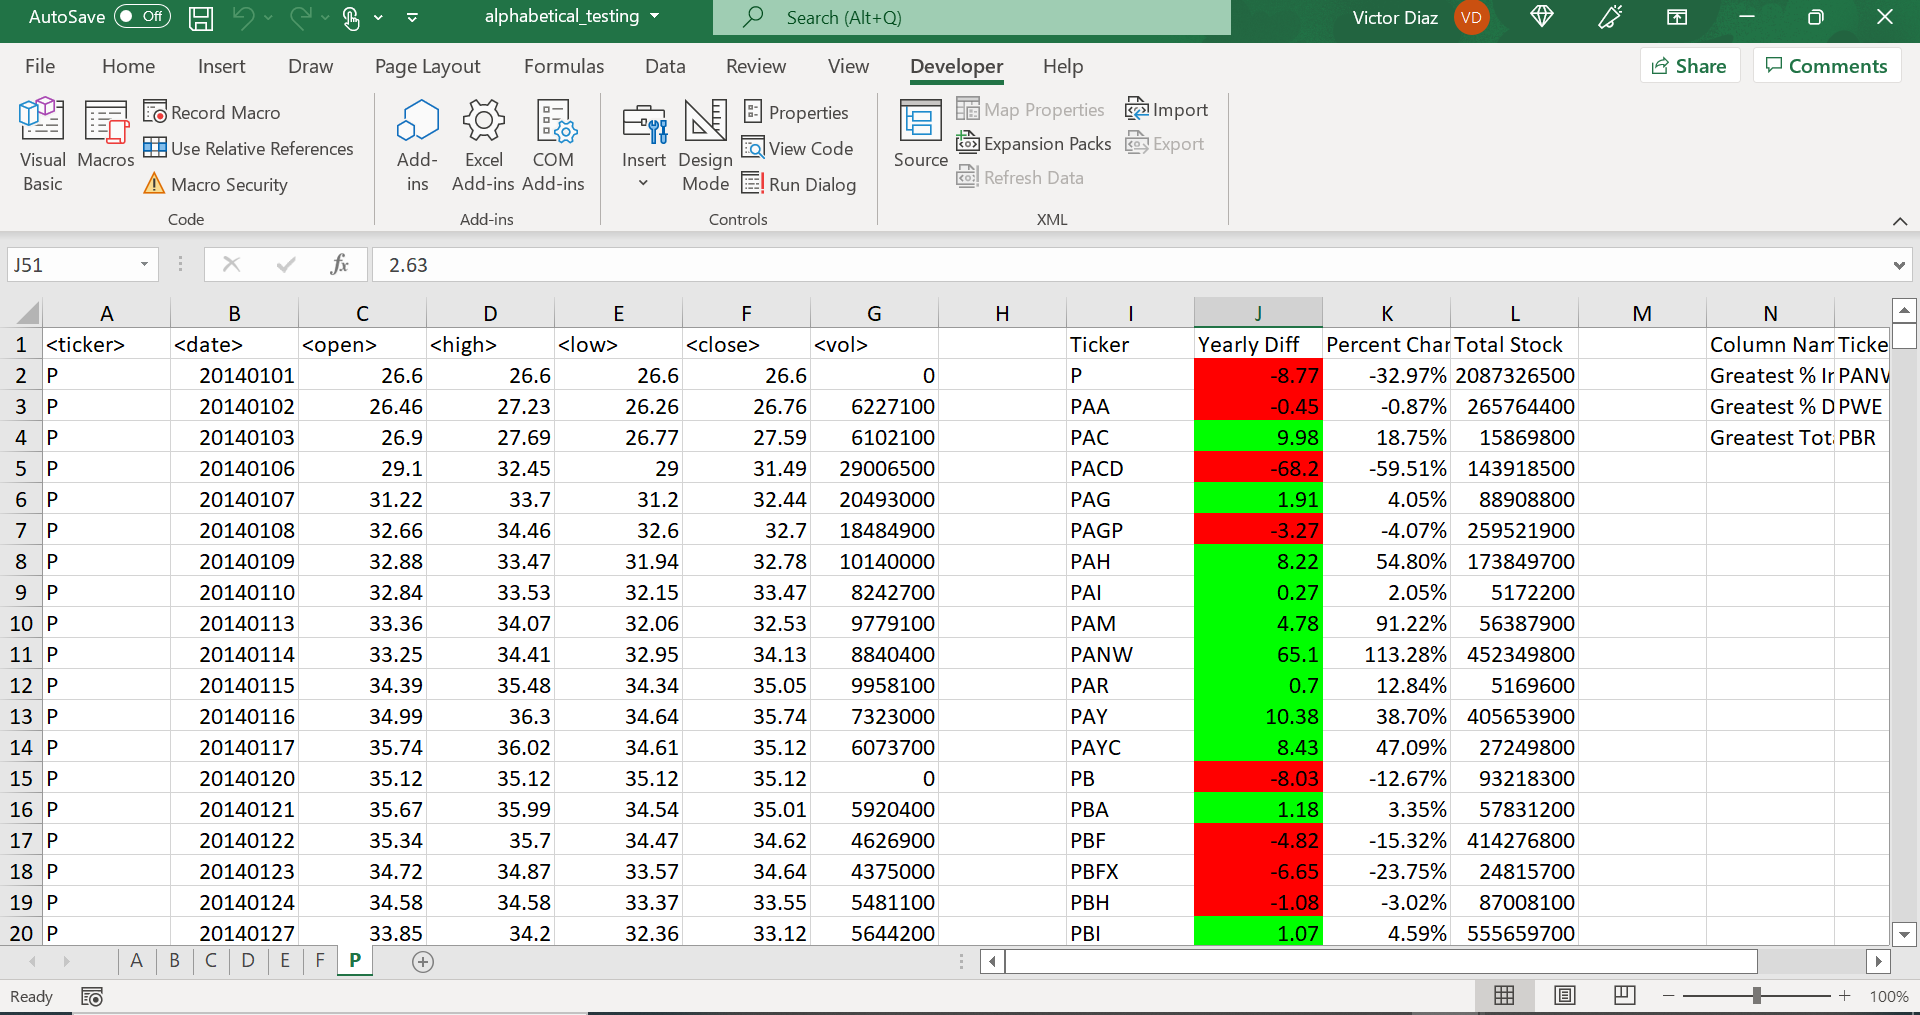 AutoSave Off alphabetical_testing Search (Alt+Q) Victor Diaz VD
File Home Insert Draw Page Layout Formulas Data Review View Developer Help Share Comments
Visual Basic
Macros
Record Macro
Use Relative References
Macro Security
Code
Add-ins
Excel Add-ins
COM Add-ins
Add-ins
Insert
Design Mode
Properties
View Code
Run Dialog
Controls
Source
Map Properties
Expansion Packs
Refresh Data
Import
Export
XML
J51 fx 2.63
A B C D E F G H I J K L M N
1 <ticker> <date> <open> <high> <low> <close> <vol> Ticker Yearly Diff Percent Char Total Stock Column Nam Ticke
2 P 20140101 26.6 26.6 26.6 26.6 0 P -8.77 -32.97% 2087326500 Greatest % In PANW
3 P 20140102 26.46 27.23 26.26 26.76 6227100 PAA -0.45 -0.87% 265764400 Greatest % D PWE
4 P 20140103 26.9 27.69 26.77 27.59 6102100 PAC 9.98 18.75% 15869800 Greatest Tot PBR
5 P 20140106 29.1 32.45 29 31.49 29006500 PACD -68.2 -59.51% 143918500
6 P 20140107 31.22 33.7 31.2 32.44 20493000 PAG 1.91 4.05% 88908800
7 P 20140108 32.66 34.46 32.6 32.7 18484900 PAGP -3.27 -4.07% 259521900
8 P 20140109 32.88 33.47 31.94 32.78 10140000 PAH 8.22 54.80% 173849700
9 P 20140110 32.84 33.53 32.15 33.47 8242700 PAI 0.27 2.05% 5172200
10 P 20140113 33.36 34.07 32.06 32.53 9779100 PAM 4.78 91.22% 56387900
11 P 20140114 33.25 34.41 32.95 34.13 8840400 PANW 65.1 113.28% 452349800
12 P 20140115 34.39 35.48 34.34 35.05 9958100 PAR 0.7 12.84% 5169600
13 P 20140116 34.99 36.3 34.64 35.74 7323000 PAY 10.38 38.70% 405653900
14 P 20140117 35.74 36.02 34.61 35.12 6073700 PAYC 8.43 47.09% 27249800
15 P 20140120 35.12 35.12 35.12 35.12 0 PB -8.03 -12.67% 93218300
16 P 20140121 35.67 35.99 34.54 35.01 5920400 PBA 1.18 3.35% 57831200
17 P 20140122 35.34 35.7 34.47 34.62 4626900 PBF -4.82 -15.32% 414276800
18 P 20140123 34.72 34.87 33.57 34.64 4375000 PBFX -6.65 -23.75% 24815700
19 P 20140124 34.58 34.58 33.37 33.55 5481100 PBH -1.08 -3.02% 87008100
20 P 20140127 33.85 34.2 32.36 33.12 5644200 PBI 1.07 4.59% 555659700
A B C D E F P
Ready 100%